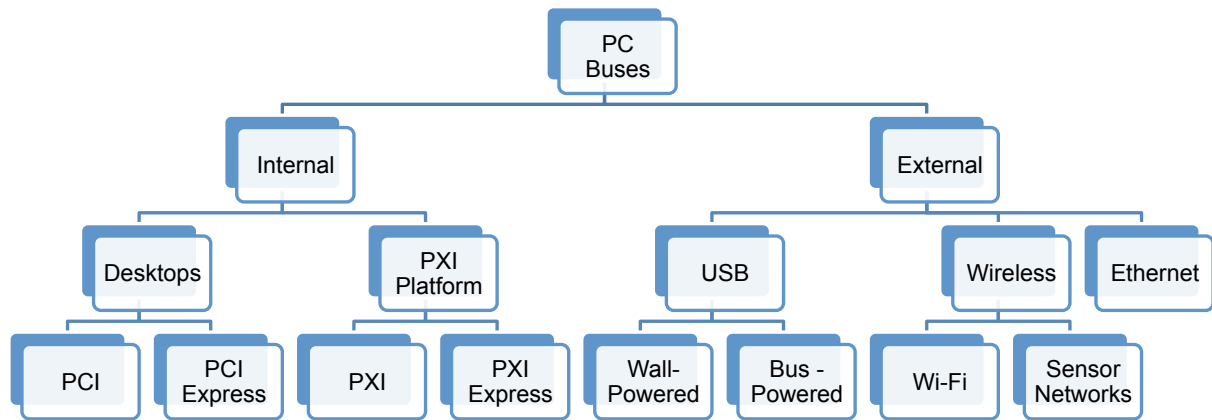 PC
Buses
Internal
External
Desktops
PXI
Platform
USB
Wireless
Ethernet
PCI
PCI
Express
PXI
PXI
Express
Wall-
Powered
Bus -
Powered
Wi-Fi
Sensor
Networks